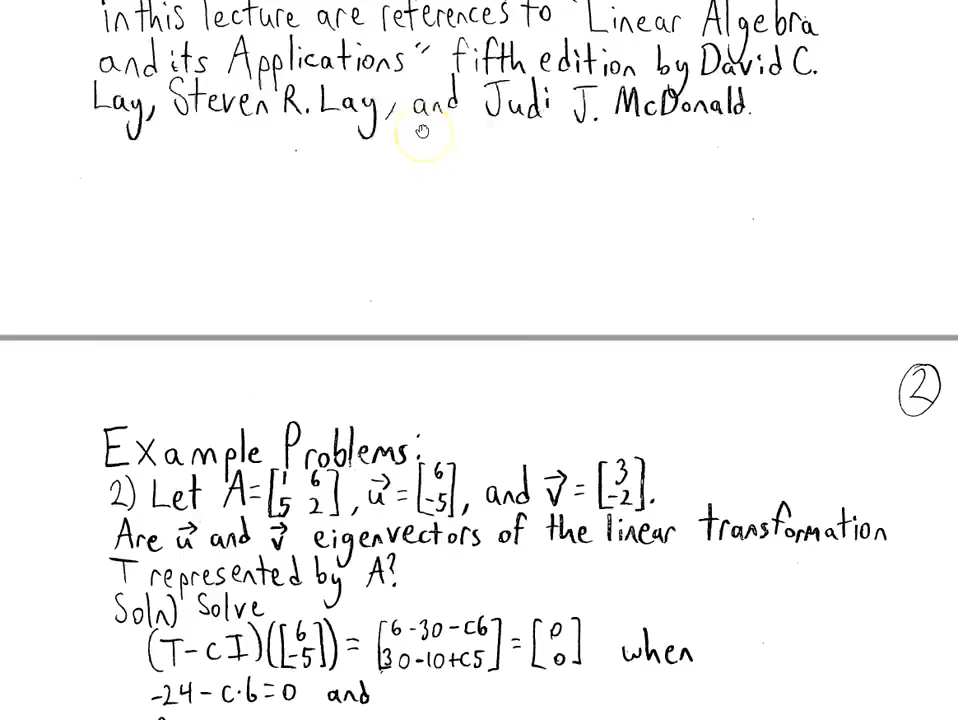 in this lecture are references to "Linear Algebra
and its Applications" fifth edition by David C.
Lay, Steven R. Lay, and Judi J. McDonald.
2
Example Problems:
2) Let A=[1 6 5 2], u⃗=[6 -5], and v⃗=[3 -2].
Are u⃗ and v⃗ eigenvectors of the linear transformation
T represented by A?
Soln) Solve
(T-cI)([6 -5])=[6-30-c6 30-10+c5]=[0 0] when
-24-c·6=0 and